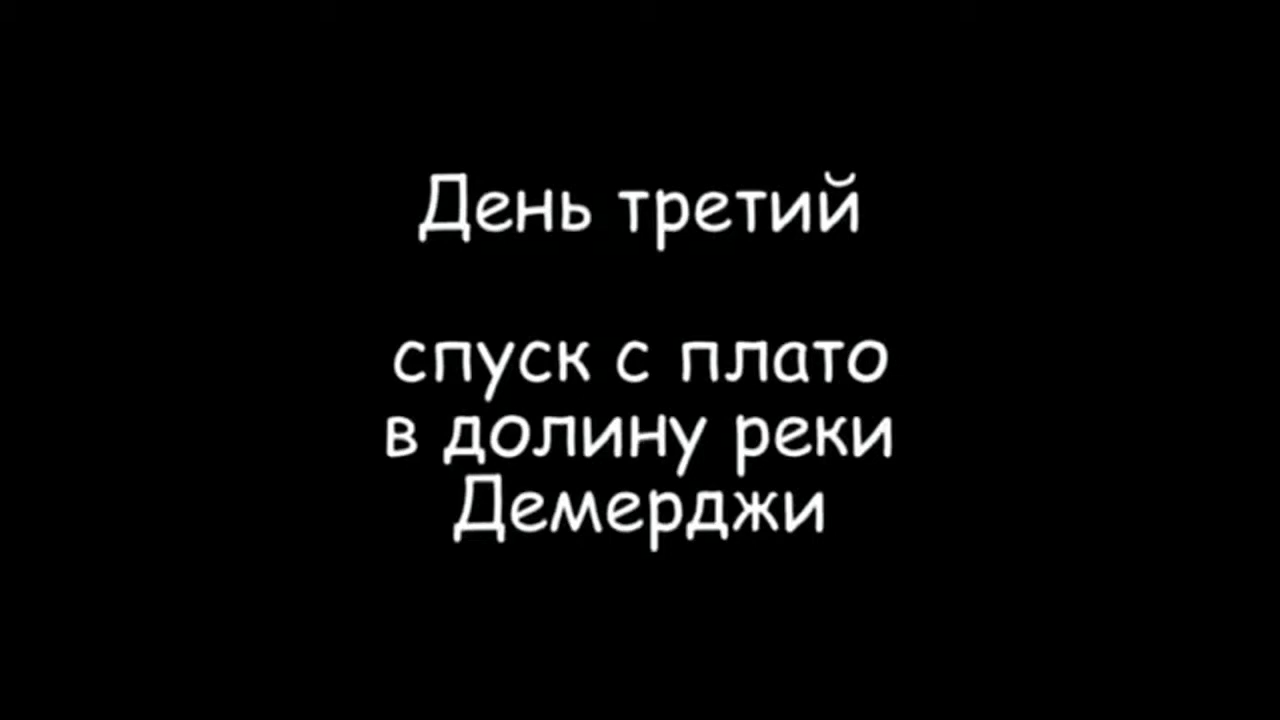 День третий
спуск с плато
в долину реки
Демерджи